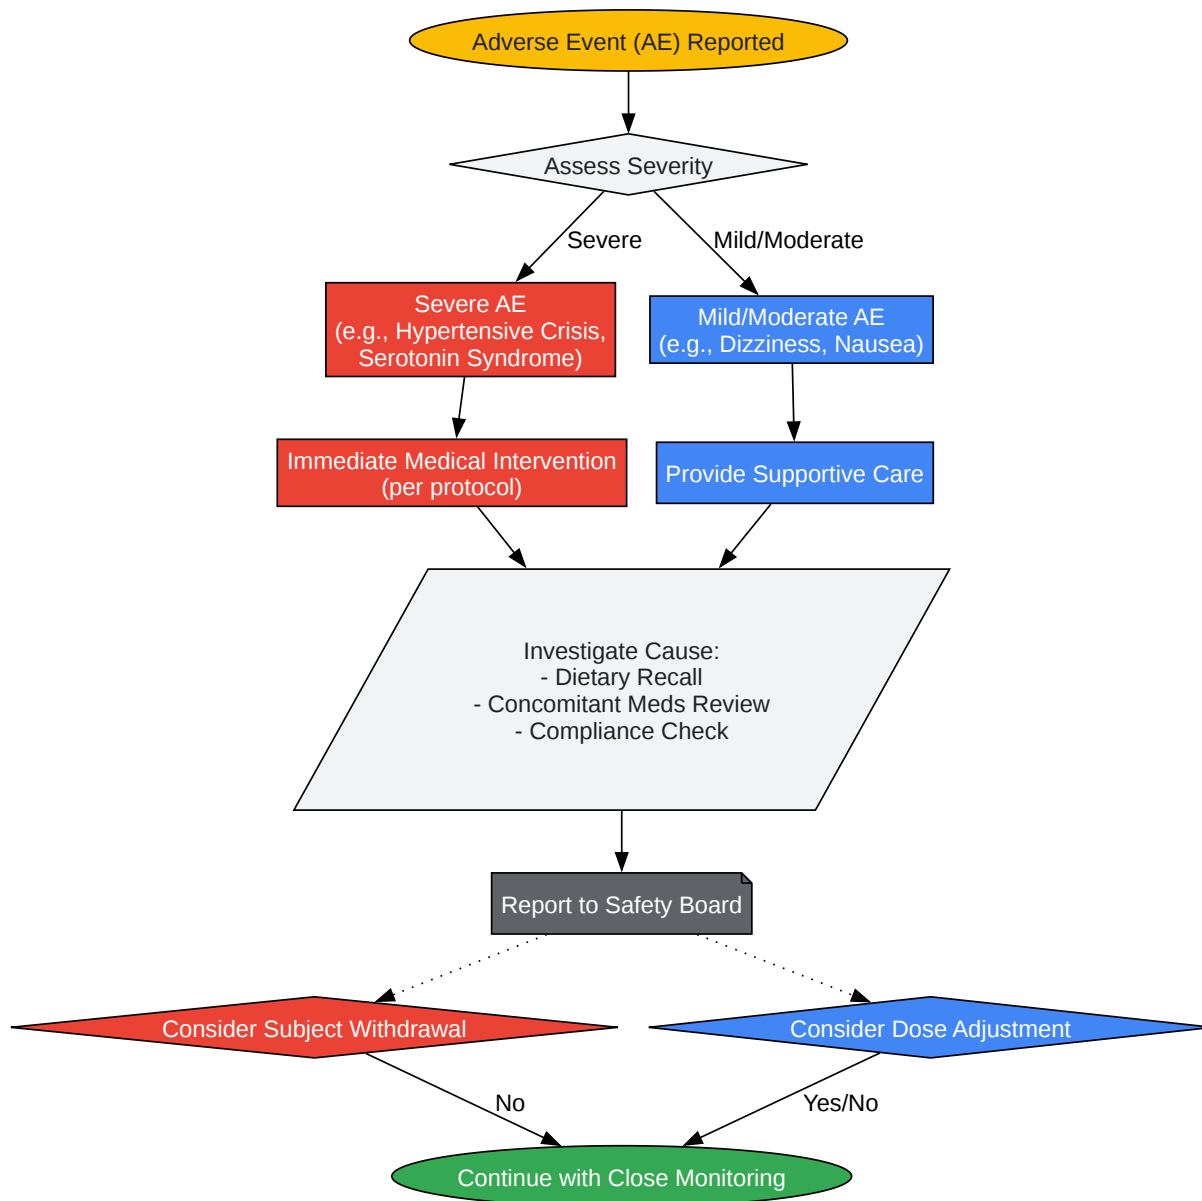 Adverse Event (AE) Reported
Assess Severity
Severe
Mild/Moderate
Severe AE
(e.g., Hypertensive Crisis,
Serotonin Syndrome)
Mild/Moderate AE
(e.g., Dizziness, Nausea)
Immediate Medical Intervention
(per protocol)
Provide Supportive Care
Investigate Cause:
- Dietary Recall
- Concomitant Meds Review
- Compliance Check
Report to Safety Board
Consider Subject Withdrawal
Consider Dose Adjustment
No
Yes/No
Continue with Close Monitoring